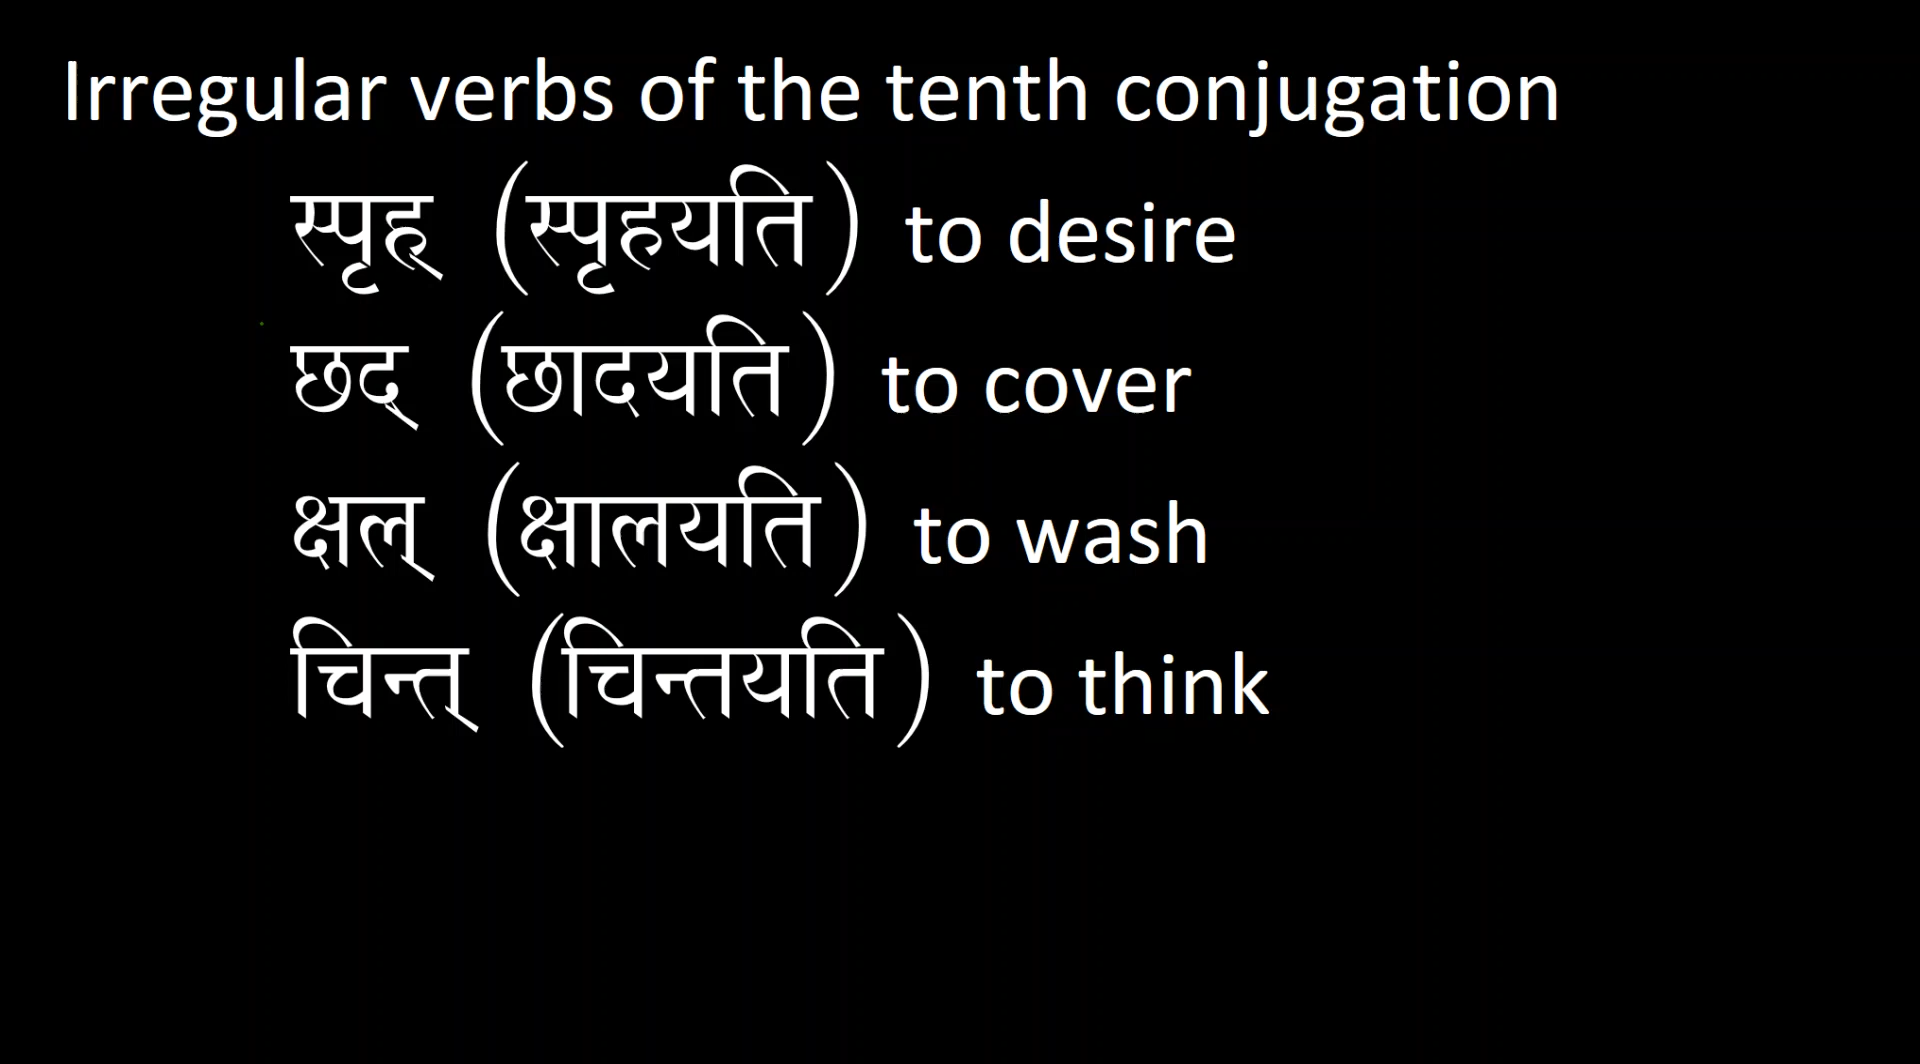 Irregular verbs of the tenth conjugation
स्पृह् (स्पृहयति) to desire
छद् (छादयति) to cover
क्षल् (क्षालयति) to wash
चिन्त् (चिन्तयति) to think